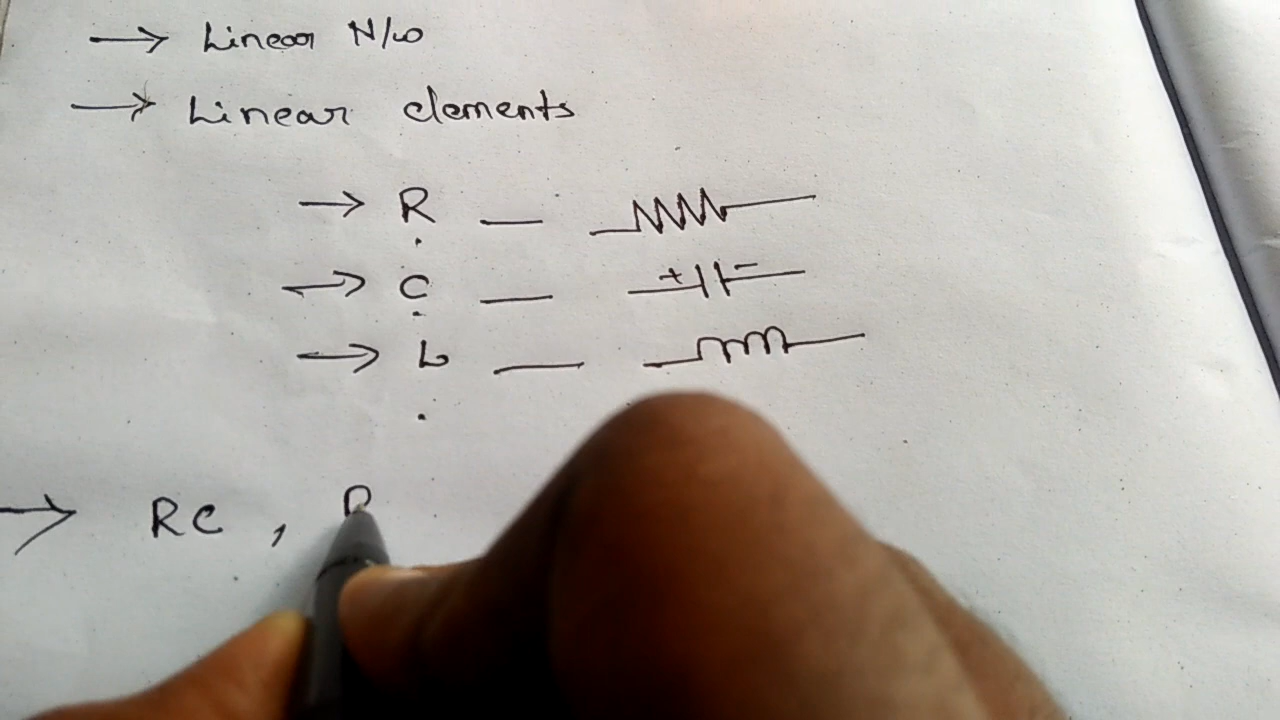 → Linear N/w
→ Linear elements
→ R —
→ C — + -
→ L —
→ RC , R